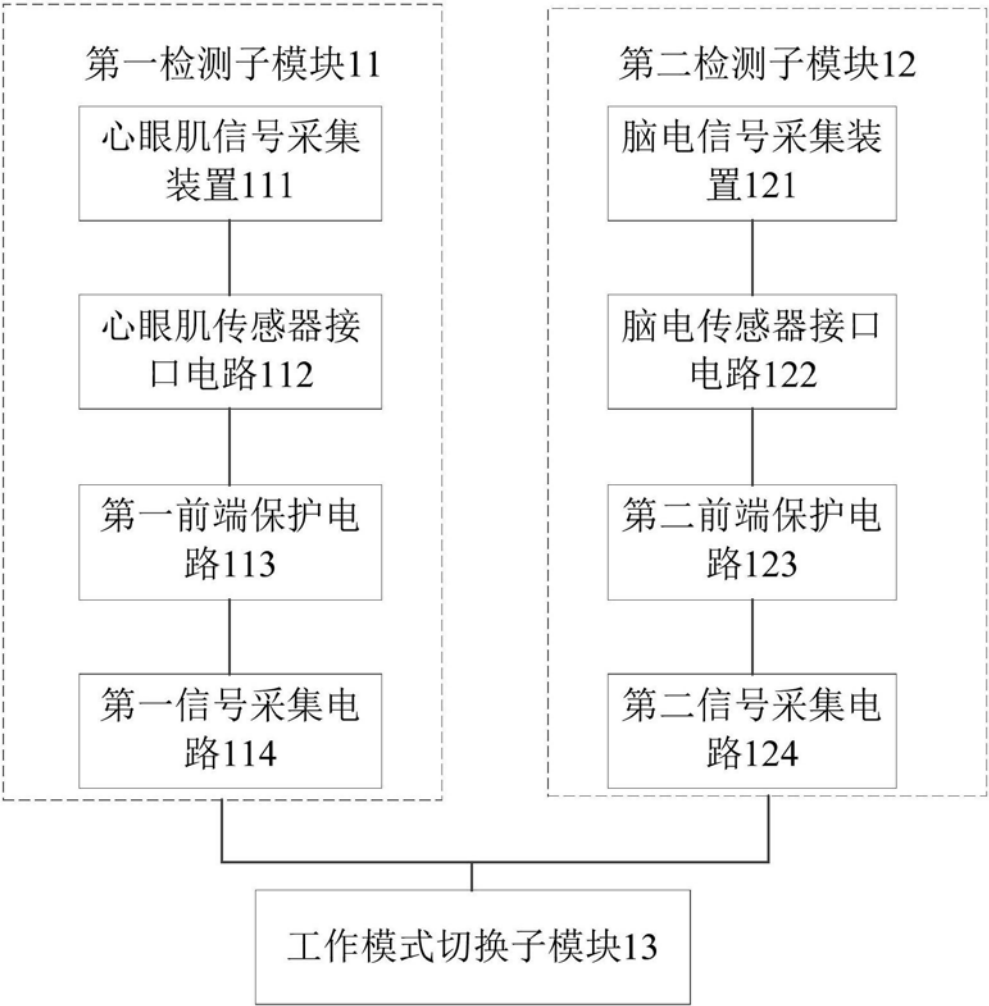 第一检测子模块11
心眼肌信号采集
装置111
心眼肌传感器接
口电路112
第一前端保护电
路113
第一信号采集电
路114
第二检测子模块12
脑电信号采集装
置121
脑电传感器接口
电路122
第二前端保护电
路123
第二信号采集电
路124
工作模式切换子模块13